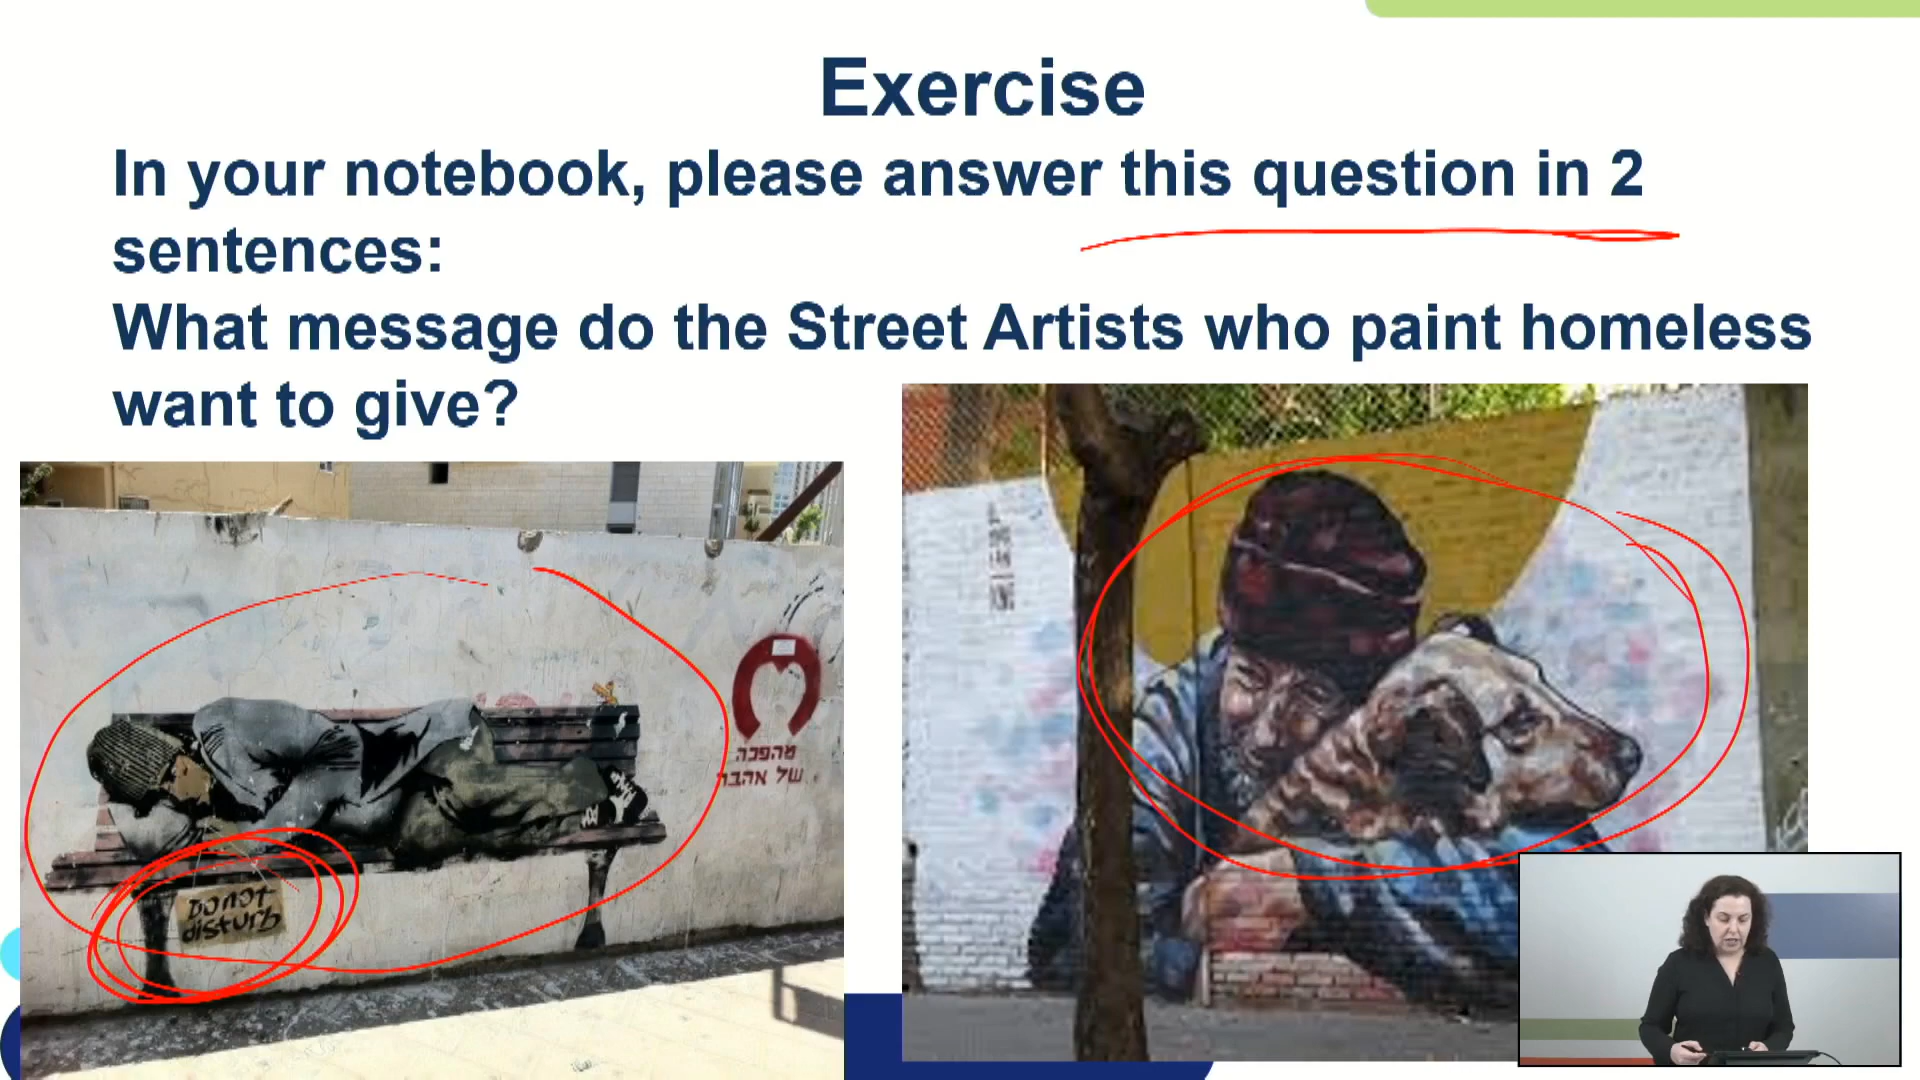 Exercise
In your notebook, please answer this question in 2
sentences:
What message do the Street Artists who paint homeless
want to give?
מהפכה
של אהבה
Do not
disturb